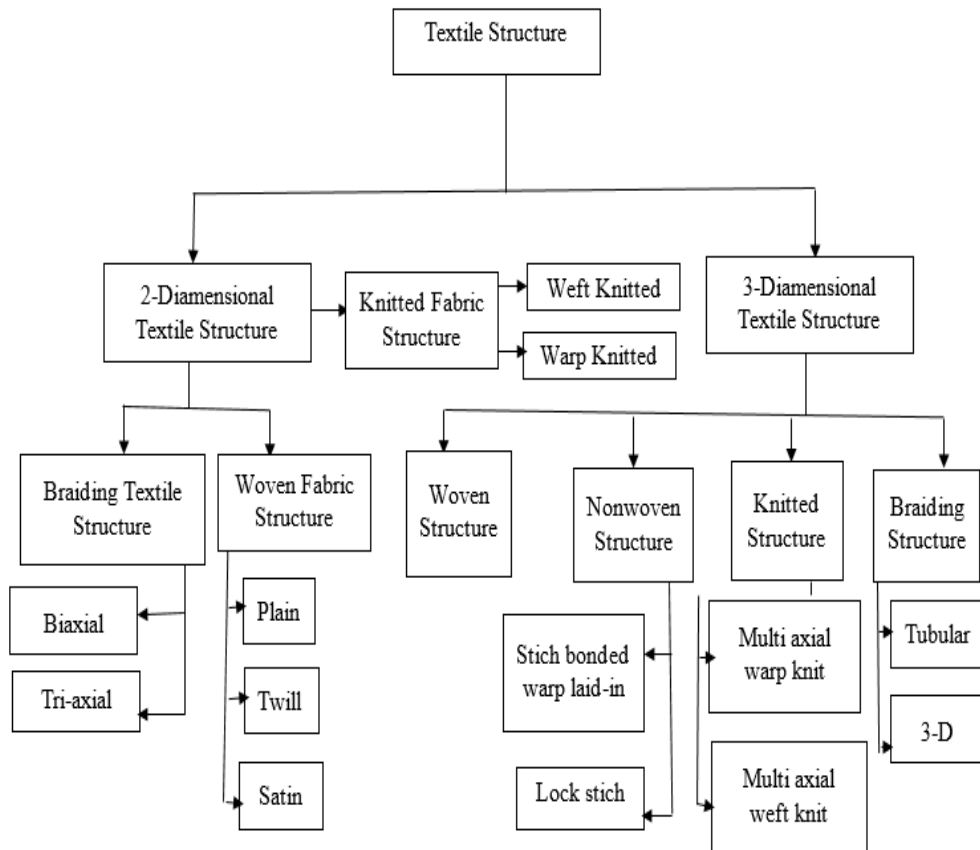 Textile Structure
2-Diamensional
Textile Structure
Knitted Fabric
Structure
Weft Knitted
Warp Knitted
3-Diamensional
Textile Structure
Braiding Textile
Structure
Woven Fabric
Structure
Woven
Structure
Nonwoven
Structure
Knitted
Structure
Braiding
Structure
Biaxial
Tri-axial
Plain
Twill
Satin
Stich bonded
warp laid-in
Lock stich
Multi axial
warp knit
Multi axial
weft knit
Tubular
3-D